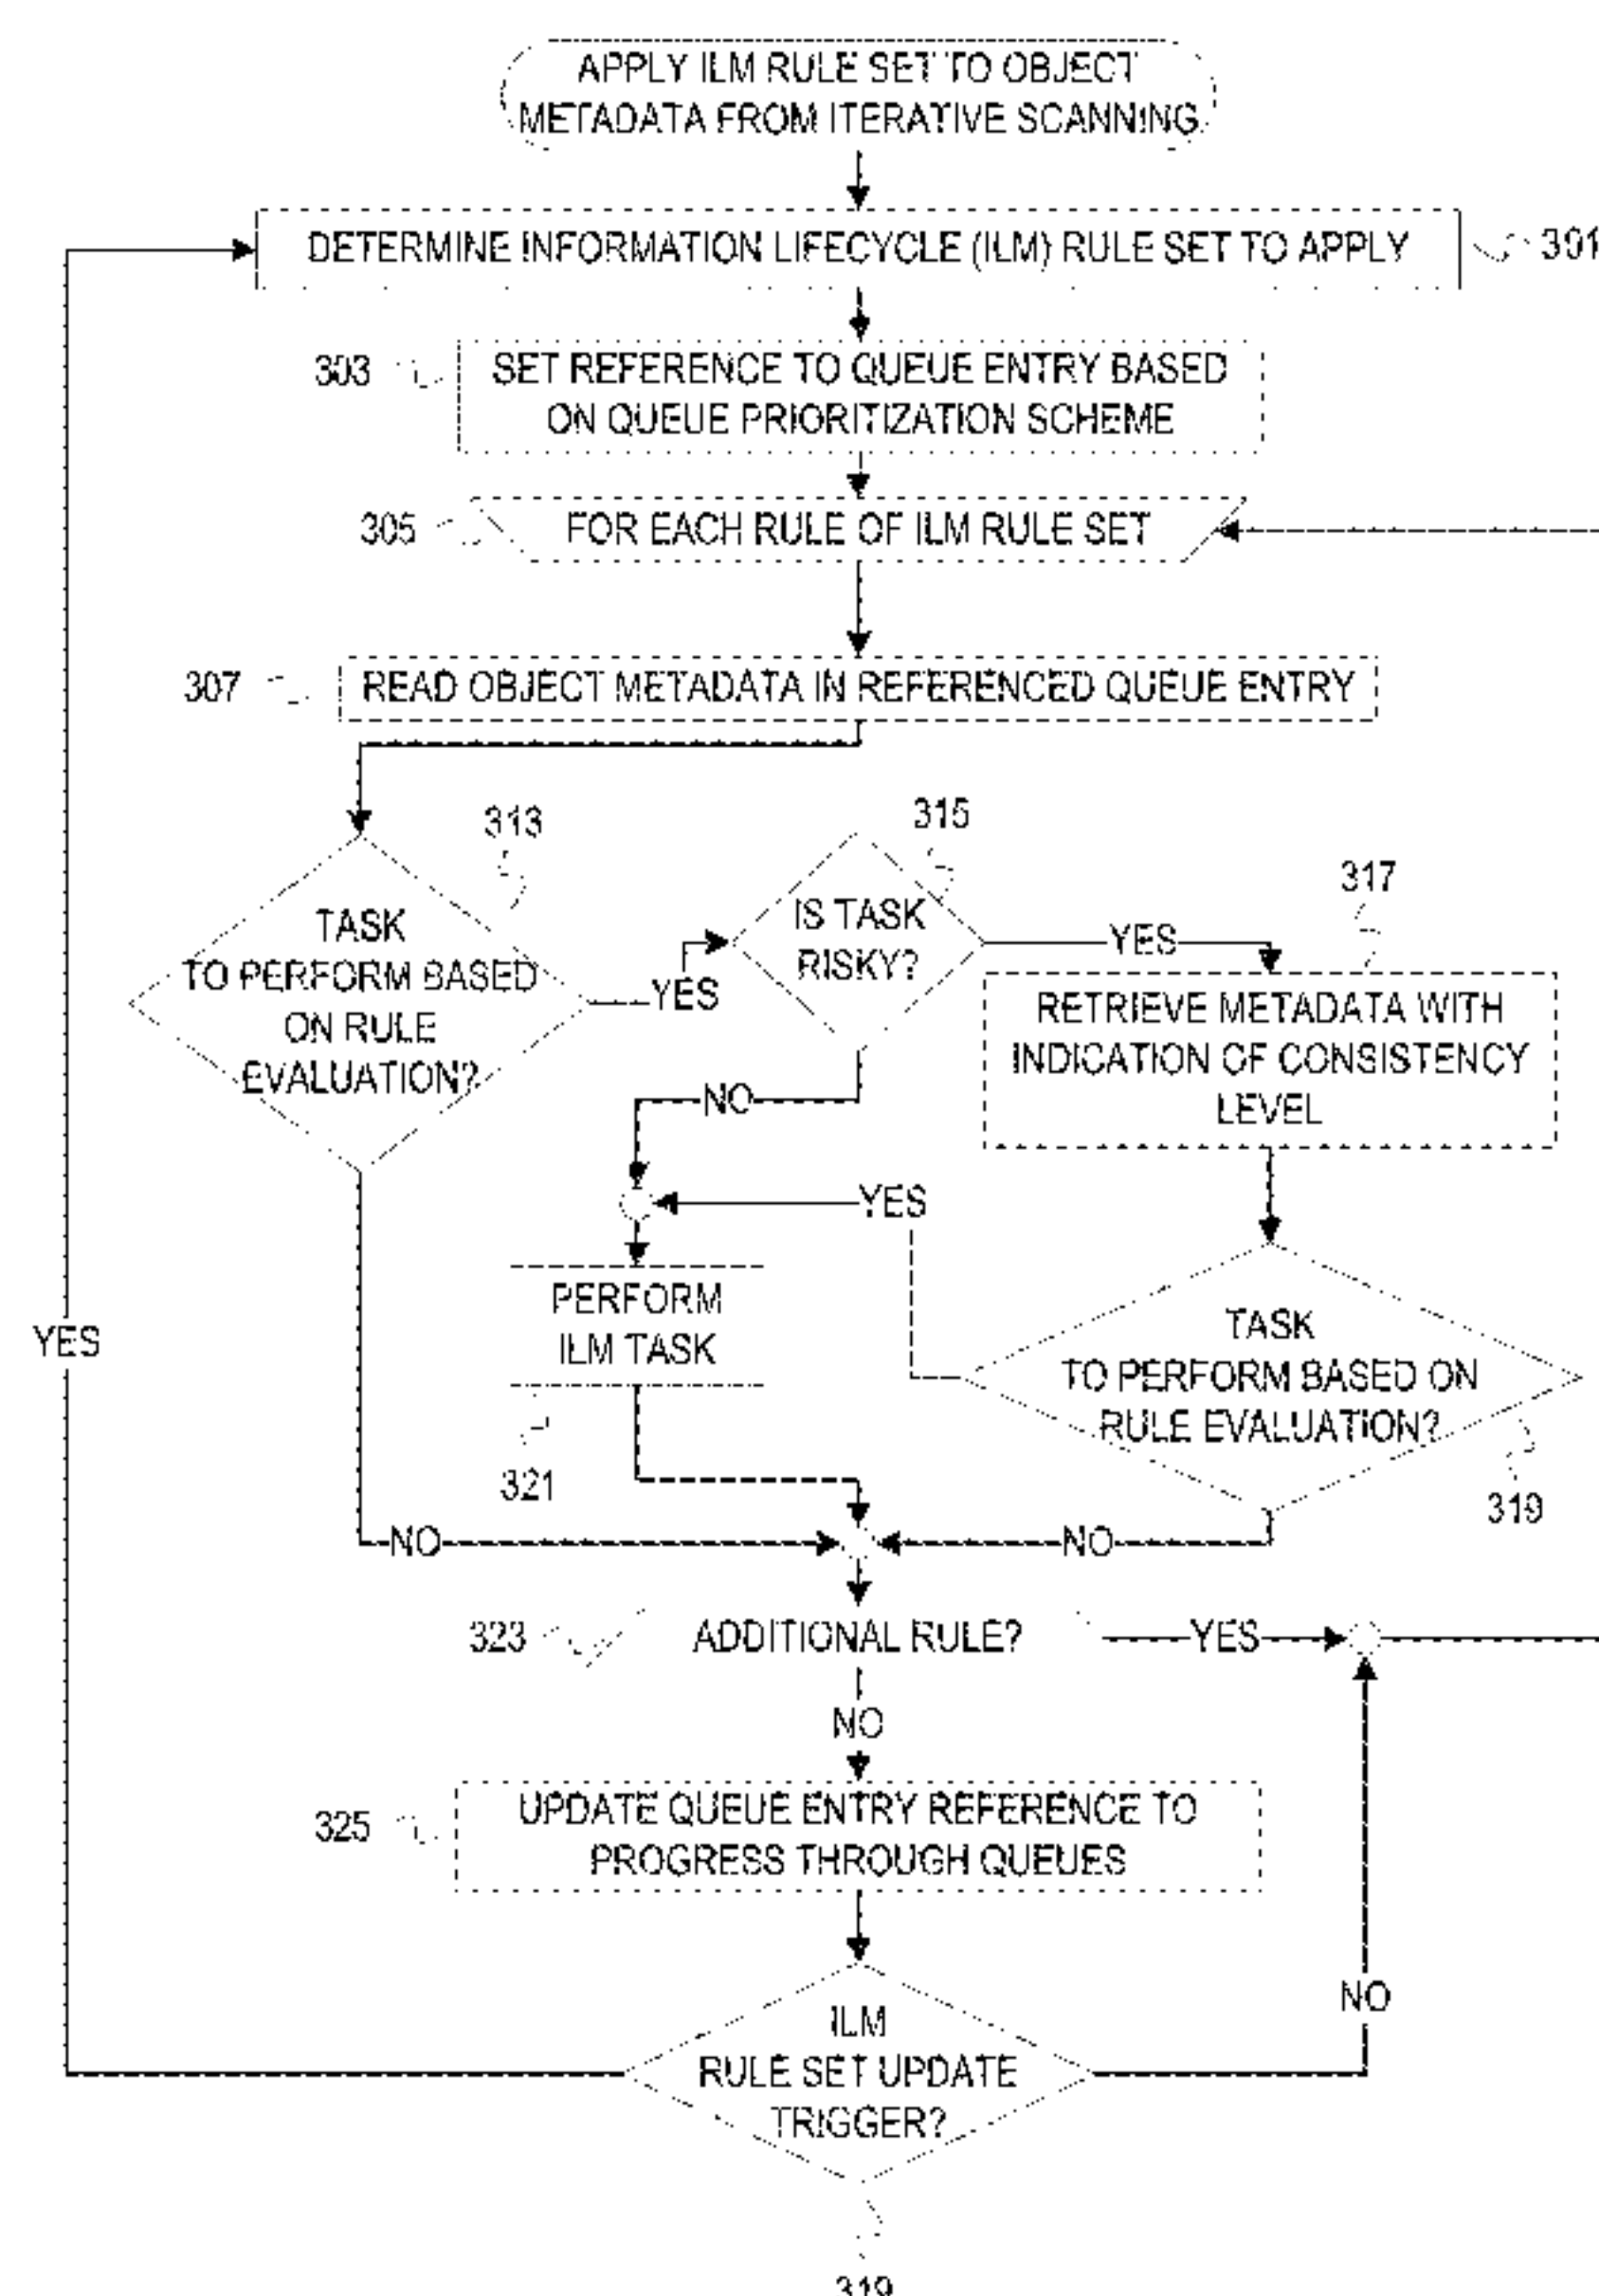 APPLY ILM RULE SET TO OBJECT
METADATA FROM ITERATIVE SCANNING
DETERMINE INFORMATION LIFECYCLE (ILM) RULE SET TO APPLY
301
303
SET REFERENCE TO QUEUE ENTRY BASED
ON QUEUE PRIORITIZATION SCHEME
305
FOR EACH RULE OF ILM RULE SET
307
READ OBJECT METADATA IN REFERENCED QUEUE ENTRY
313
TASK
TO PERFORM BASED
ON RULE
EVALUATION?
YES
315
IS TASK
RISKY?
YES
317
RETRIEVE METADATA WITH
INDICATION OF CONSISTENCY
LEVEL
NO
YES
PERFORM
ILM TASK
321
TASK
TO PERFORM BASED ON
RULE EVALUATION?
319
YES
NO
NO
323
ADDITIONAL RULE?
YES
NO
325
UPDATE QUEUE ENTRY REFERENCE TO
PROGRESS THROUGH QUEUES
NO
ILM
RULE SET UPDATE
TRIGGER?
319